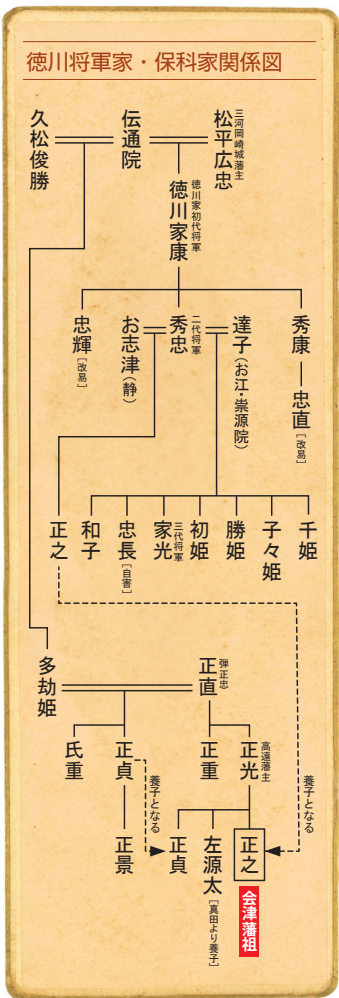 徳川将軍家・保科家関係図
三河岡崎城藩主
松平広忠
伝通院
久松俊勝
徳川家初代将軍
徳川家康
秀康
忠直[改易]
達子(お江・崇源院)
二代将軍
秀忠
お志津(静)
忠輝[改易]
千姫
子々姫
勝姫
初姫
三代将軍
家光
忠長[自害]
和子
正之
弾正忠
正直
多劫姫
高遠藩主
正光
正重
正貞
氏重
養子となる
養子となる
正之
左源太[真田より養子]
正貞
正景
会津藩祖